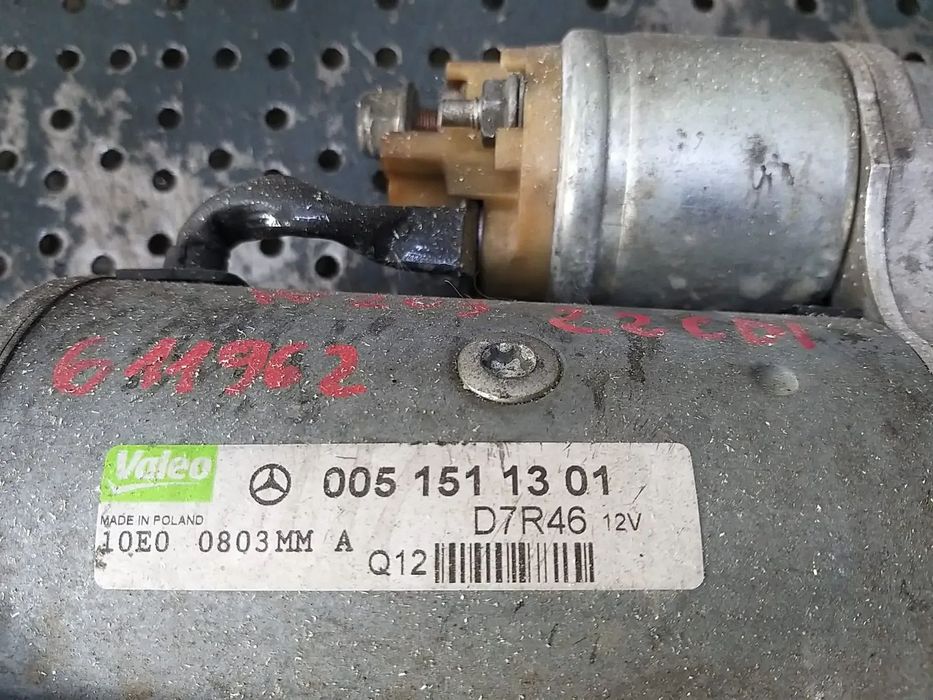 W203 22CDI
611962
Valeo 005 151 13 01
MADE IN POLAND D7R46 12V
10E0 0803MM A
Q12